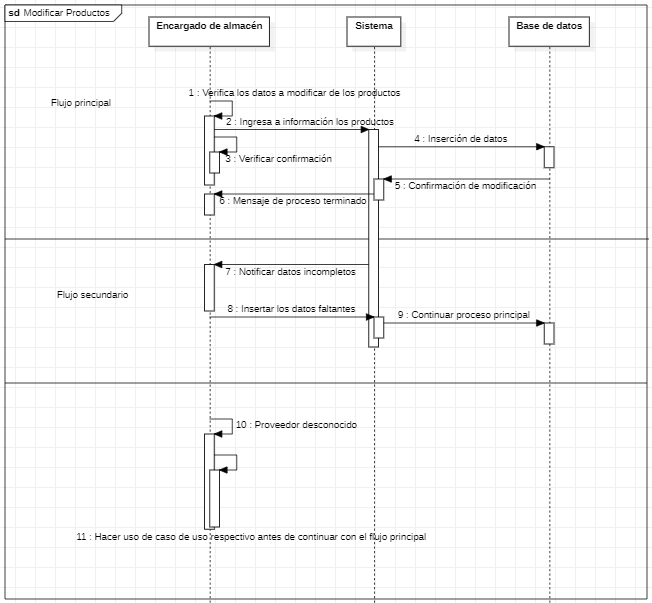 sd Modificar Productos
Encargado de almacén
Sistema
Base de datos
1 : Verifica los datos a modificar de los productos
Flujo principal
2 : Ingresa a información los productos
4 : Inserción de datos
3 : Verificar confirmación
5 : Confirmación de modificación
6 : Mensaje de proceso terminado
7 : Notificar datos incompletos
Flujo secundario
8 : Insertar los datos faltantes
9 : Continuar proceso principal
10 : Proveedor desconocido
11 : Hacer uso de caso de uso respectivo antes de continuar con el flujo principal